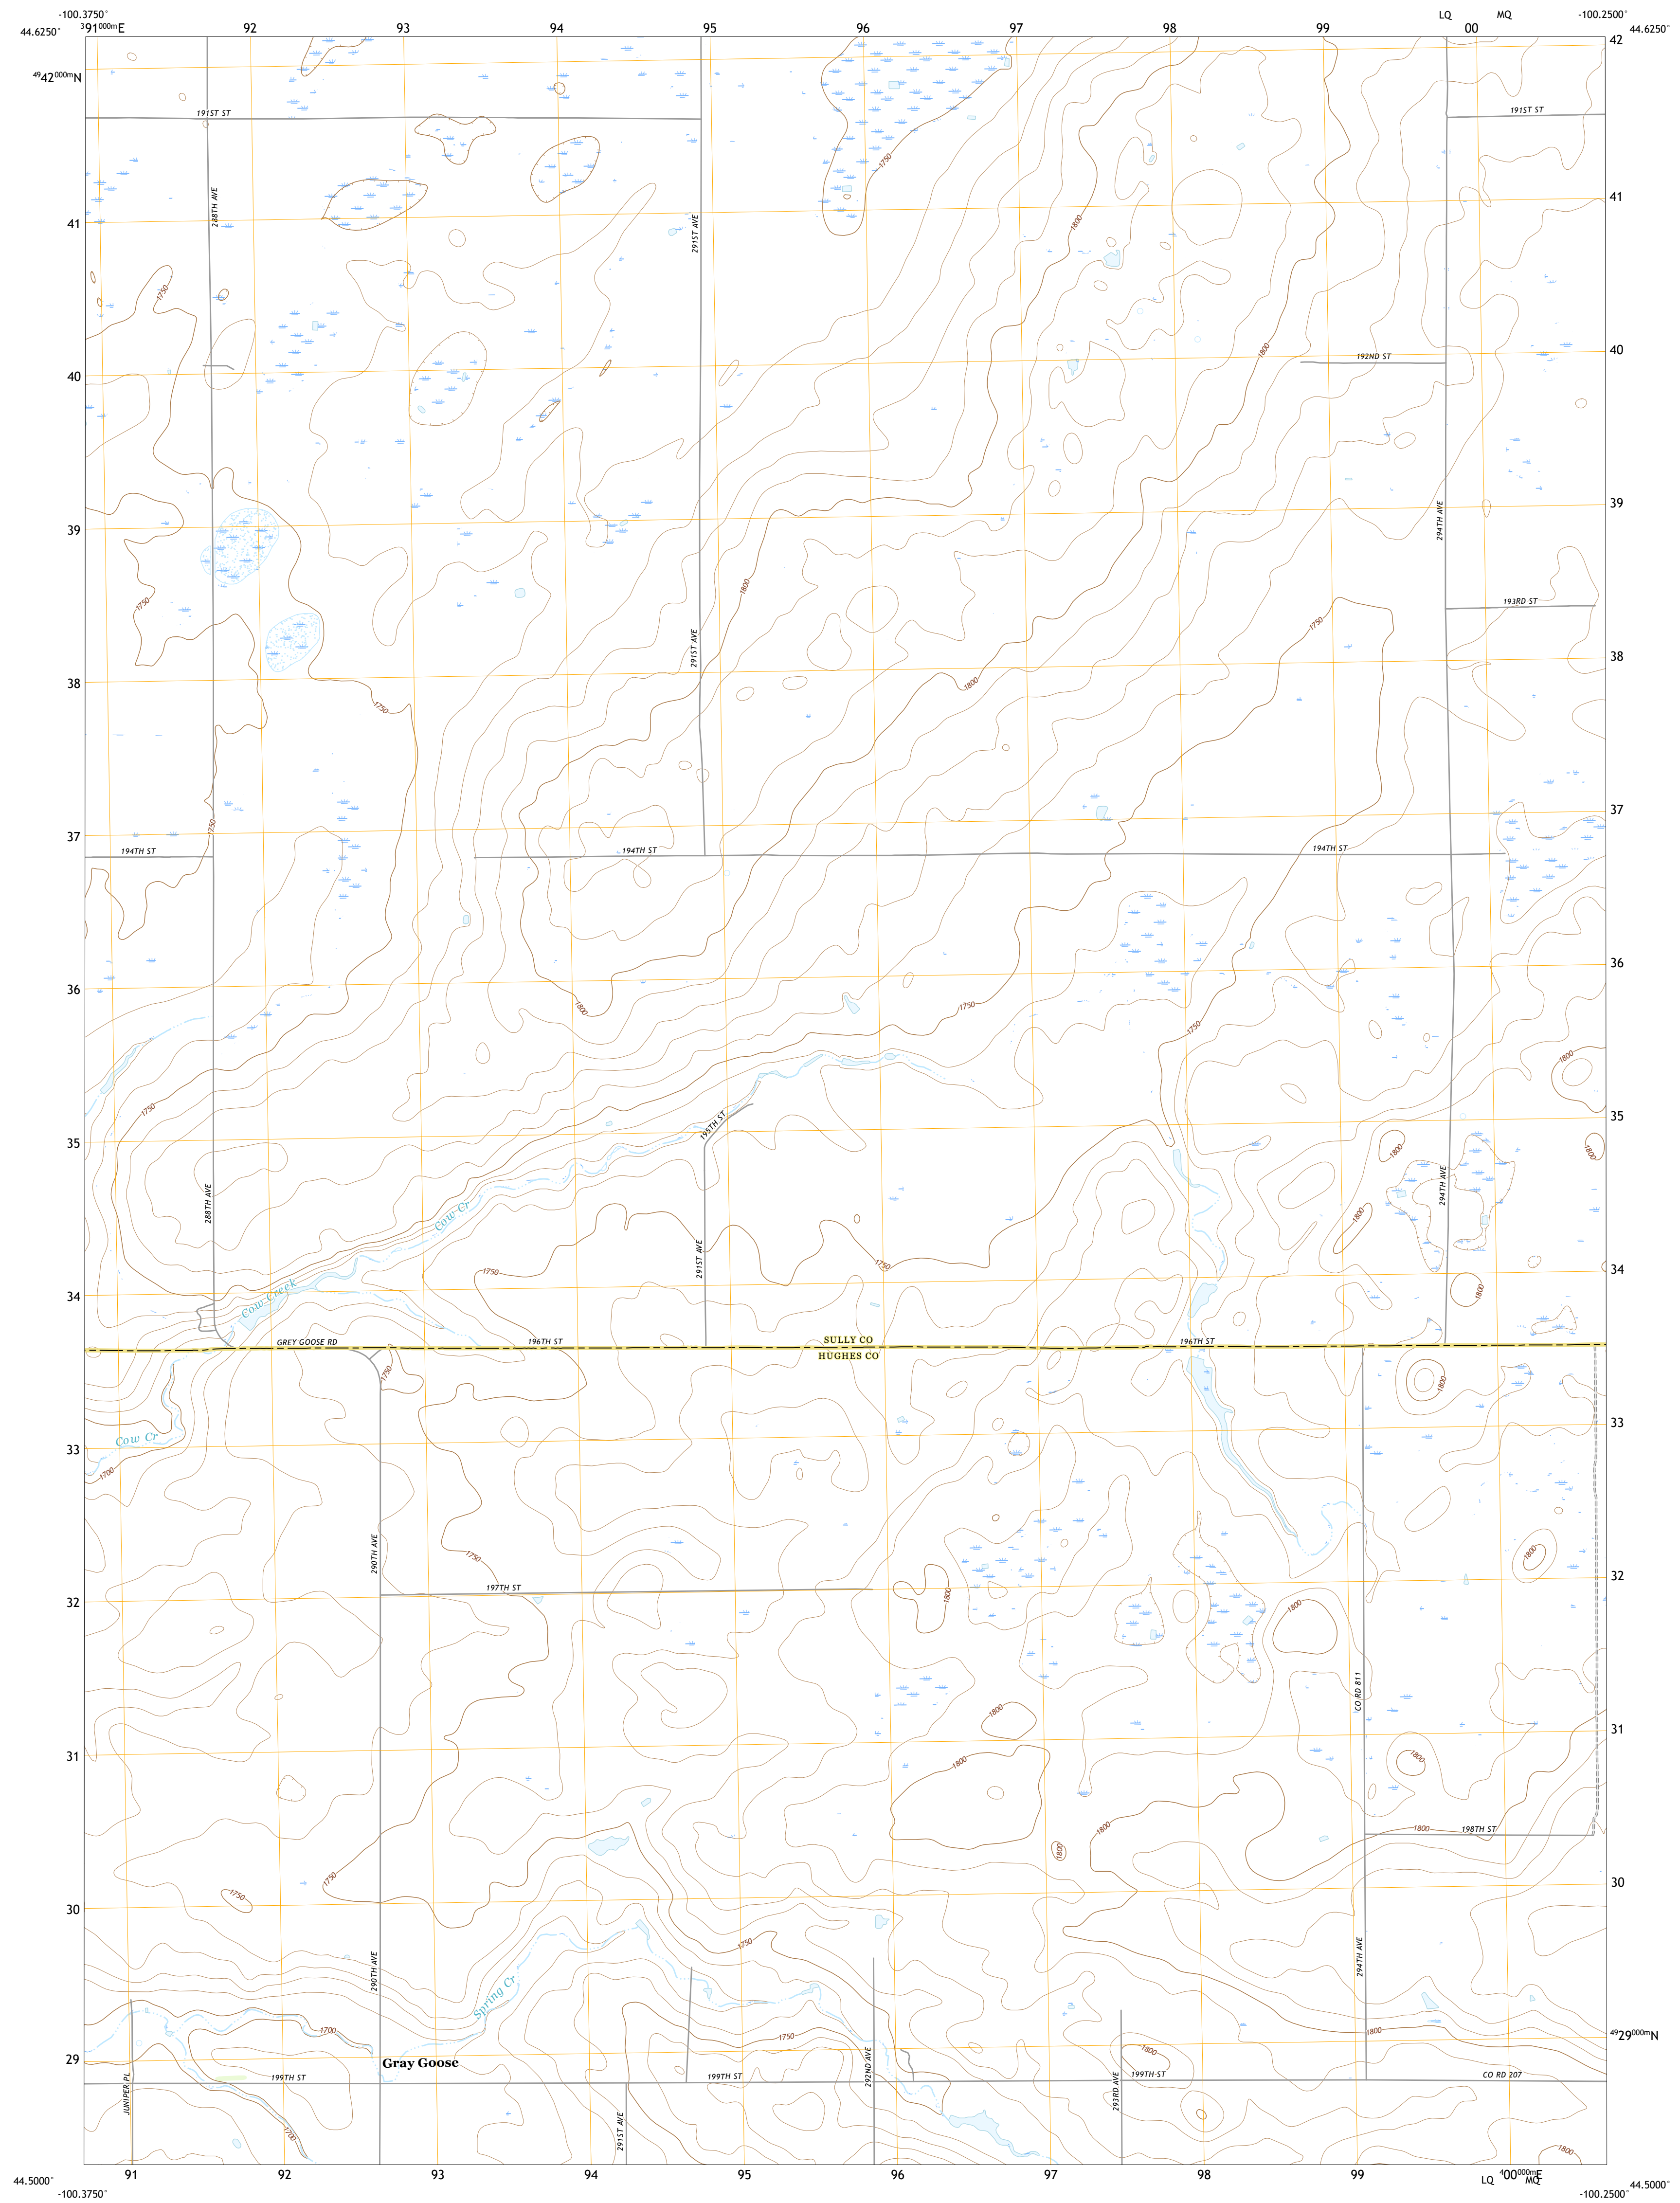 -100.3750° LQ MQ -100.2500°
44.6250° 391000mE 92 93 94 95 96 97 98 99 00 44.6250°
42
4942000mN
191ST ST
191ST ST
1750
288TH AVE
41
41
1800
291ST AVE
1750
1800
192ND ST
40
40
39
39
294TH AVE
1800
1750
193RD ST
1750
291ST AVE
38
38
1800
1750
37
37
1750
194TH ST
194TH ST
194TH ST
36
36
1800
1750
1750
1800
1750
35
35
195TH ST
1800
1800
294TH AVE
288TH AVE
Cow Cr
1800
291ST AVE
1750
1750
34
34
Cow Creek
1800
GREY GOOSE RD
196TH ST
SULLY CO
HUGHES CO
196TH ST
1750
1800
33
33
Cow Cr
1700
290TH AVE
1750
1800
197TH ST
32
32
1800
1800
CO RD 811
1800
31
31
1800
1800
1800
1800
198TH ST
1800
1750
1750
30
30
1750
290TH AVE
294TH AVE
Spring Cr
1700
1750
1800
4929000mN
29
Gray Goose
1800
199TH ST
199TH ST
199TH ST
CO RD 207
JUNIPER PL
292ND AVE
293RD AVE
291ST AVE
1700
1800
44.5000° 91 92 93 94 95 96 97 98 99 400000mE 44.5000°
LQ MQ
-100.3750° -100.2500°